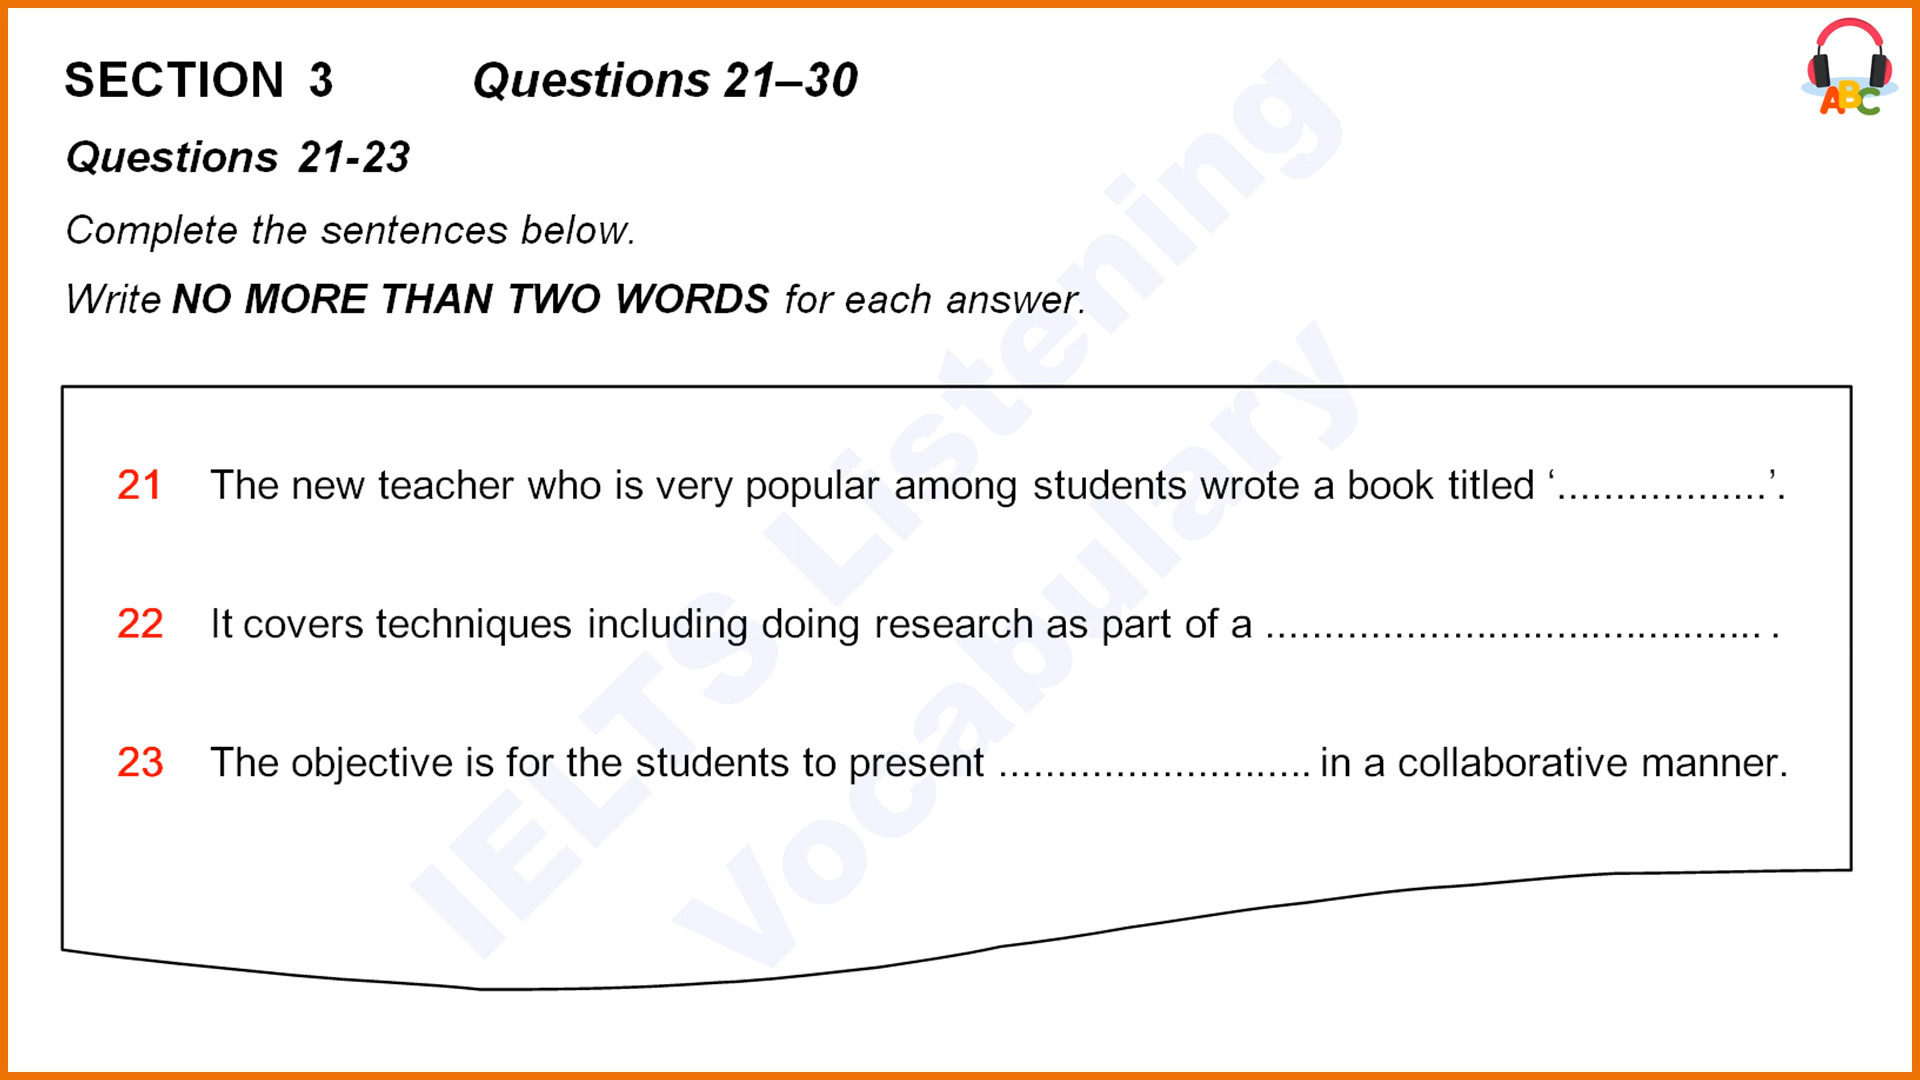 SECTION 3 Questions 21–30
Questions 21-23
Complete the sentences below.
Write NO MORE THAN TWO WORDS for each answer.
21 The new teacher who is very popular among students wrote a book titled ‘..................’.
22 It covers techniques including doing research as part of a .......................................... .
23 The objective is for the students to present .......................... in a collaborative manner.
IELTS Listening
Vocabulary
ABC